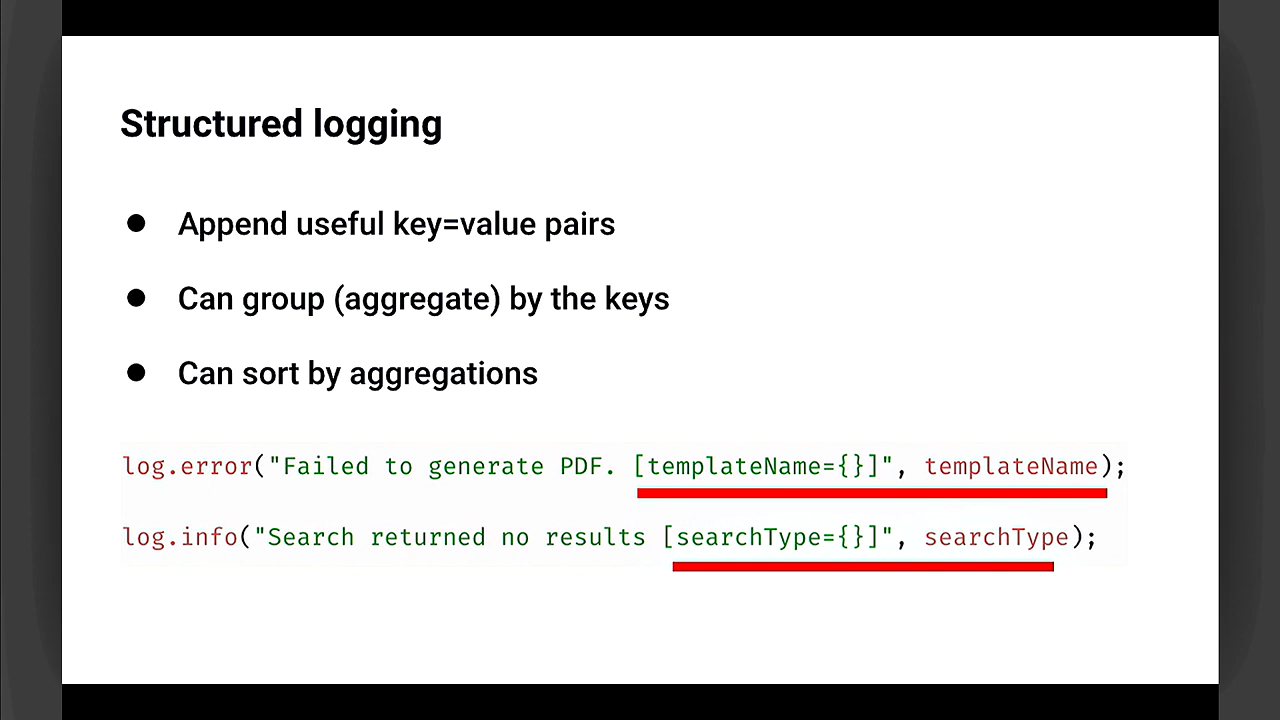 Structured logging
● Append useful key=value pairs
● Can group (aggregate) by the keys
● Can sort by aggregations
log.error("Failed to generate PDF. [templateName={}]", templateName);
log.info("Search returned no results [searchType={}]", searchType);